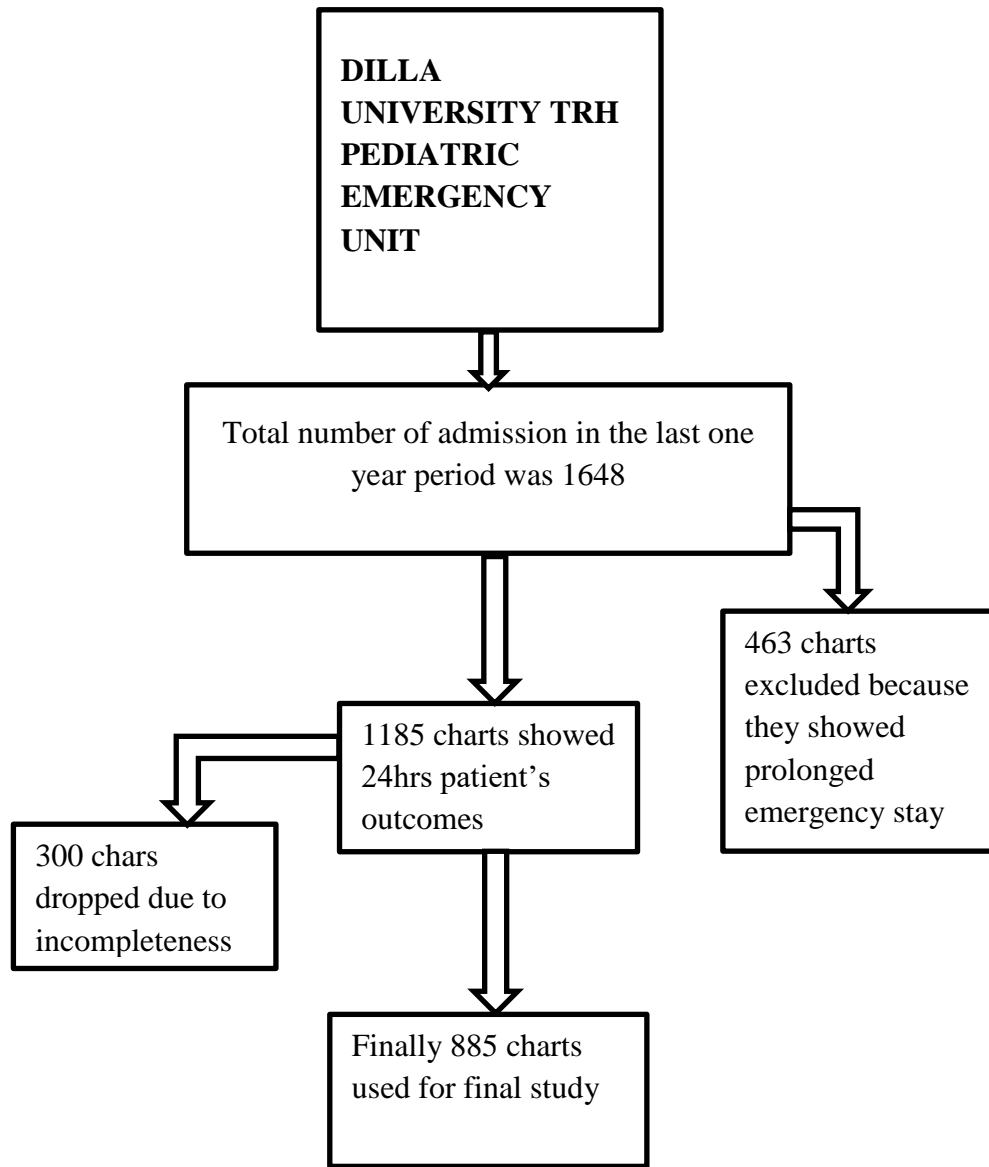 DILLA
UNIVERSITY TRH
PEDIATRIC
EMERGENCY
UNIT
Total number of admission in the last one
year period was 1648
463 charts
excluded because
they showed
prolonged
emergency stay
1185 charts showed
24hrs patient’s
outcomes
300 chars
dropped due to
incompleteness
Finally 885 charts
used for final study